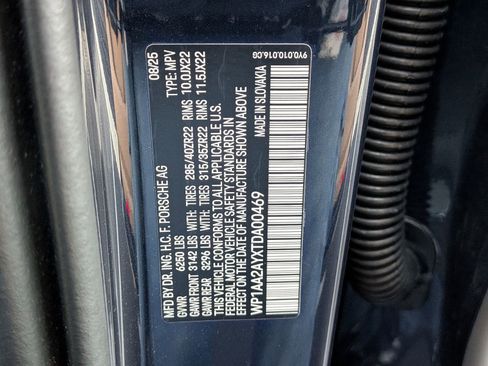 MFD BY DR. ING. H.C. F. PORSCHE AG 08/25
GVWR 6260 LBS TYPE: MPV
GAWR FRONT 3142 LBS WITH: TIRES 285/40ZR22 RIMS 10.0JX22
GAWR REAR 3296 LBS WITH: TIRES 315/35ZR22 RIMS 11.5JX22
THIS VEHICLE CONFORMS TO ALL APPLICABLE U.S.
FEDERAL MOTOR VEHICLE SAFETY STANDARDS IN EFFECT
ON THE DATE OF MANUFACTURE SHOWN ABOVE
WP1AA2AYXTDA00469 MADE IN SLOVAKIA
9Y0.010.016.08